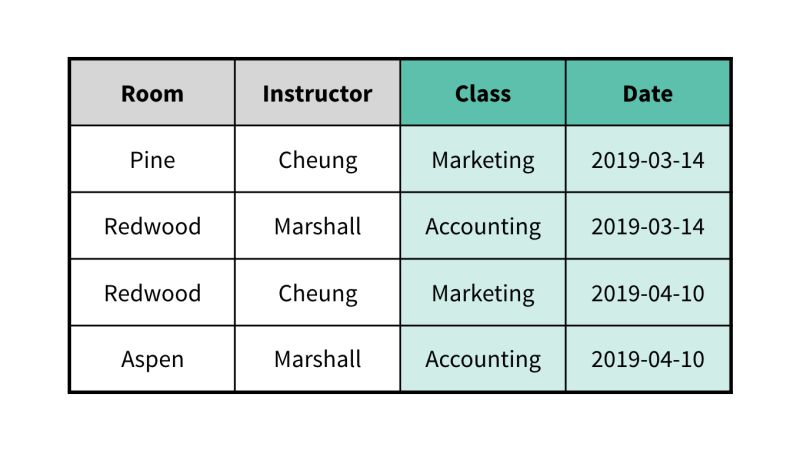 Room Instructor Class Date
Pine Cheung Marketing 2019-03-14
Redwood Marshall Accounting 2019-03-14
Redwood Cheung Marketing 2019-04-10
Aspen Marshall Accounting 2019-04-10